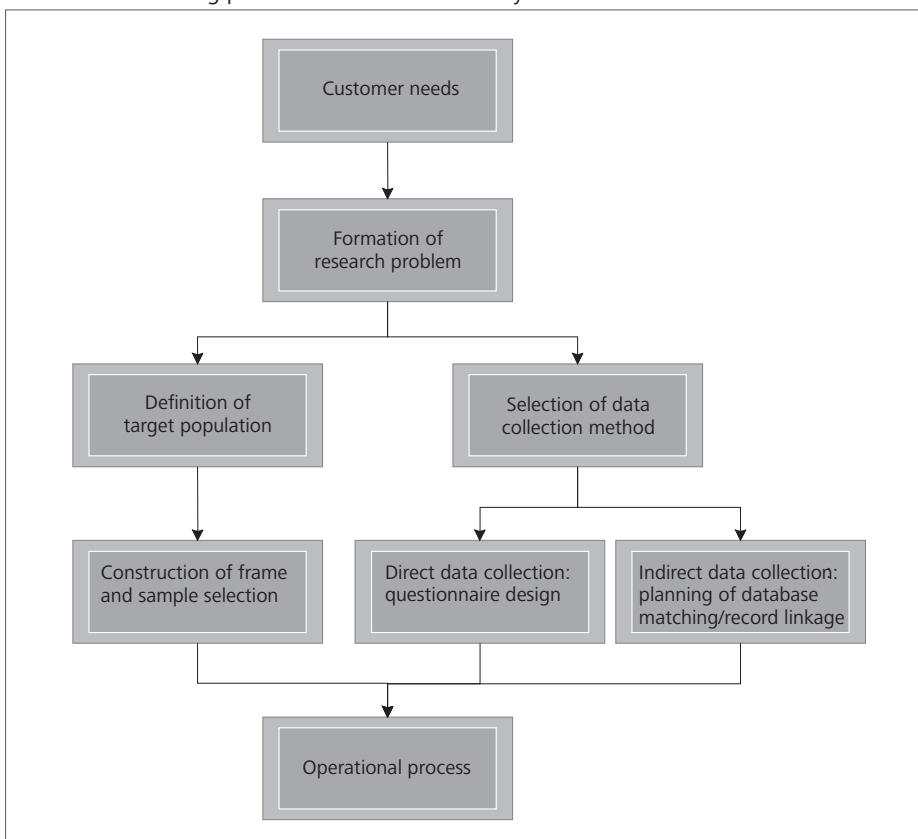 Customer needs
Formation of
research problem
Definition of
target population
Selection of data
collection method
Construction of frame
and sample selection
Direct data collection:
questionnaire design
Indirect data collection:
planning of database
matching/record linkage
Operational process